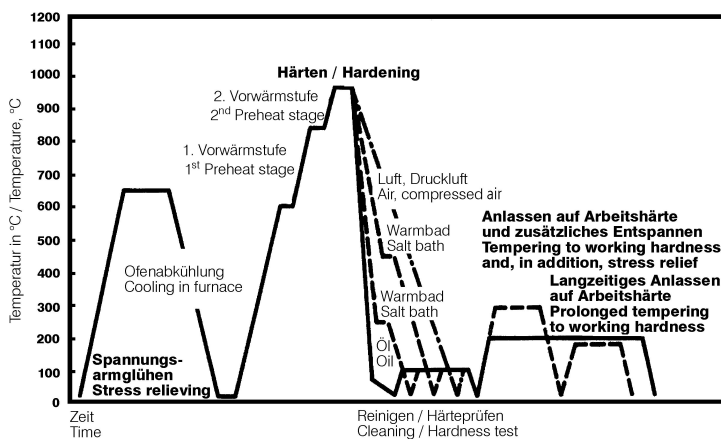 Temperatur in °C / Temperature, °C
1200
1100
1000
900
800
700
600
500
400
300
200
100
0
Härten / Hardening
2. Vorwärmstufe
2nd Preheat stage
1. Vorwärmstufe
1st Preheat stage
Luft, Druckluft
Air, compressed air
Warmbad
Salt bath
Warmbad
Salt bath
Öl
Oil
Ofenabkühlung
Cooling in furnace
Spannungs-
armglühen
Stress relieving
Anlassen auf Arbeitshärte
und zusätzliches Entspannen
Tempering to working hardness
and, in addition, stress relief
Langzeitiges Anlassen
auf Arbeitshärte
Prolonged tempering
to working hardness
Zeit
Time
Reinigen / Härteprüfen
Cleaning / Hardness test